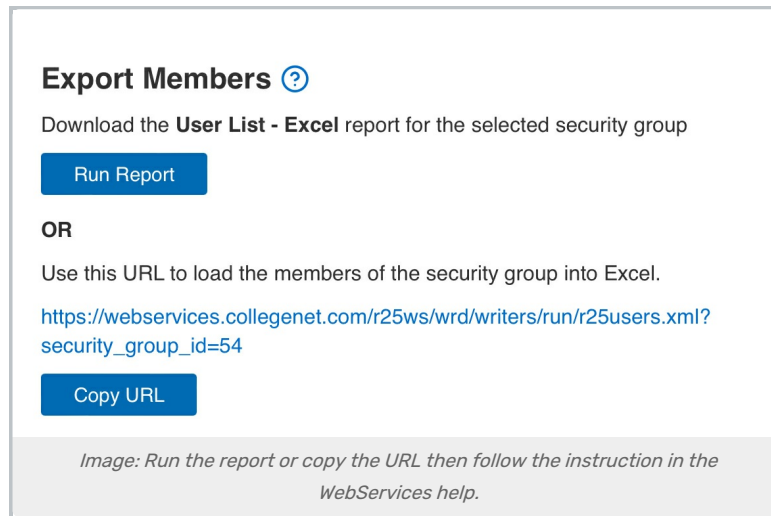 Export Members ?
Download the User List - Excel report for the selected security group
Run Report
OR
Use this URL to load the members of the security group into Excel.
https://webservices.collegenet.com/r25ws/wrd/writers/run/r25users.xml?
security_group_id=54
Copy URL
Image: Run the report or copy the URL then follow the instruction in the
WebServices help.